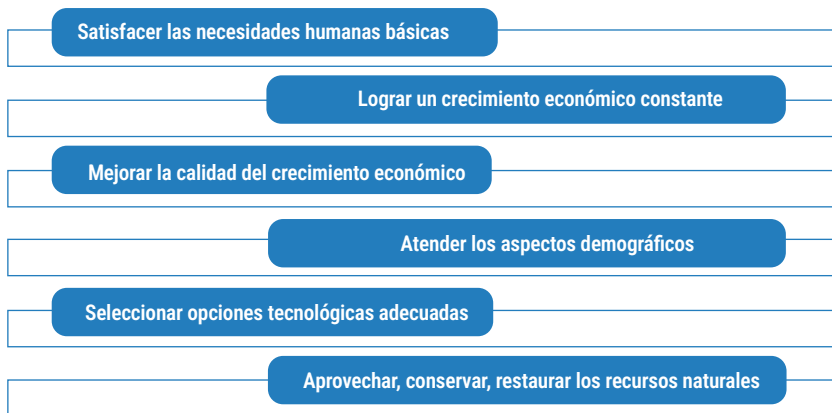 Satisfacer las necesidades humanas básicas
Lograr un crecimiento económico constante
Mejorar la calidad del crecimiento económico
Atender los aspectos demográficos
Seleccionar opciones tecnológicas adecuadas
Aprovechar, conservar, restaurar los recursos naturales